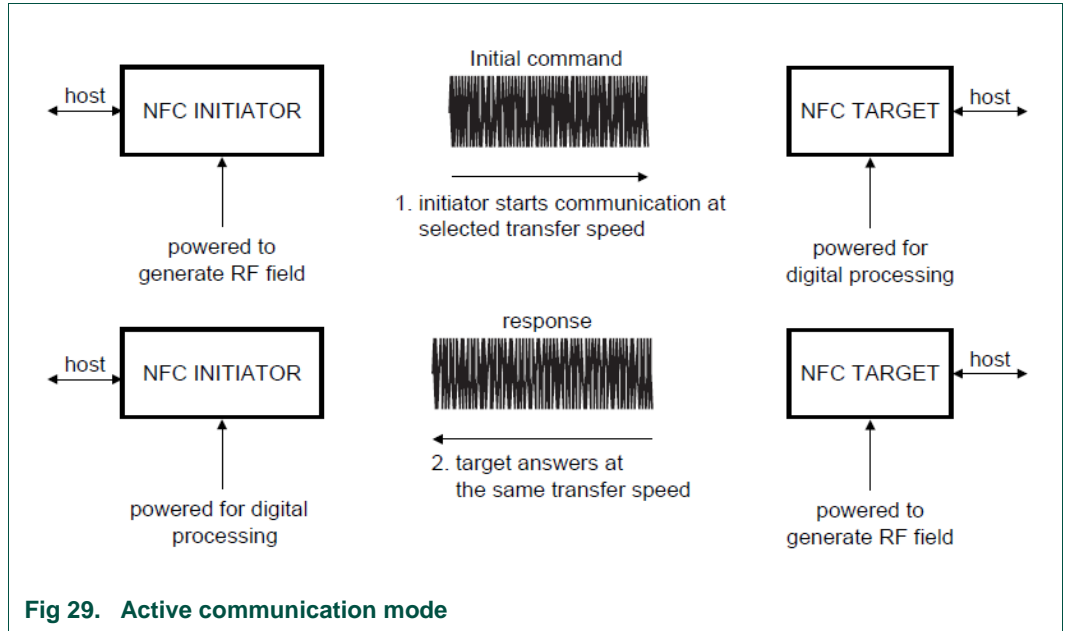 Initial command
host
NFC INITIATOR
NFC TARGET
host
1. initiator starts communication at
selected transfer speed
powered to
generate RF field
powered for
digital processing
response
host
NFC INITIATOR
NFC TARGET
host
2. target answers at
the same transfer speed
powered for digital
processing
powered to
generate RF field
Fig 29. Active communication mode